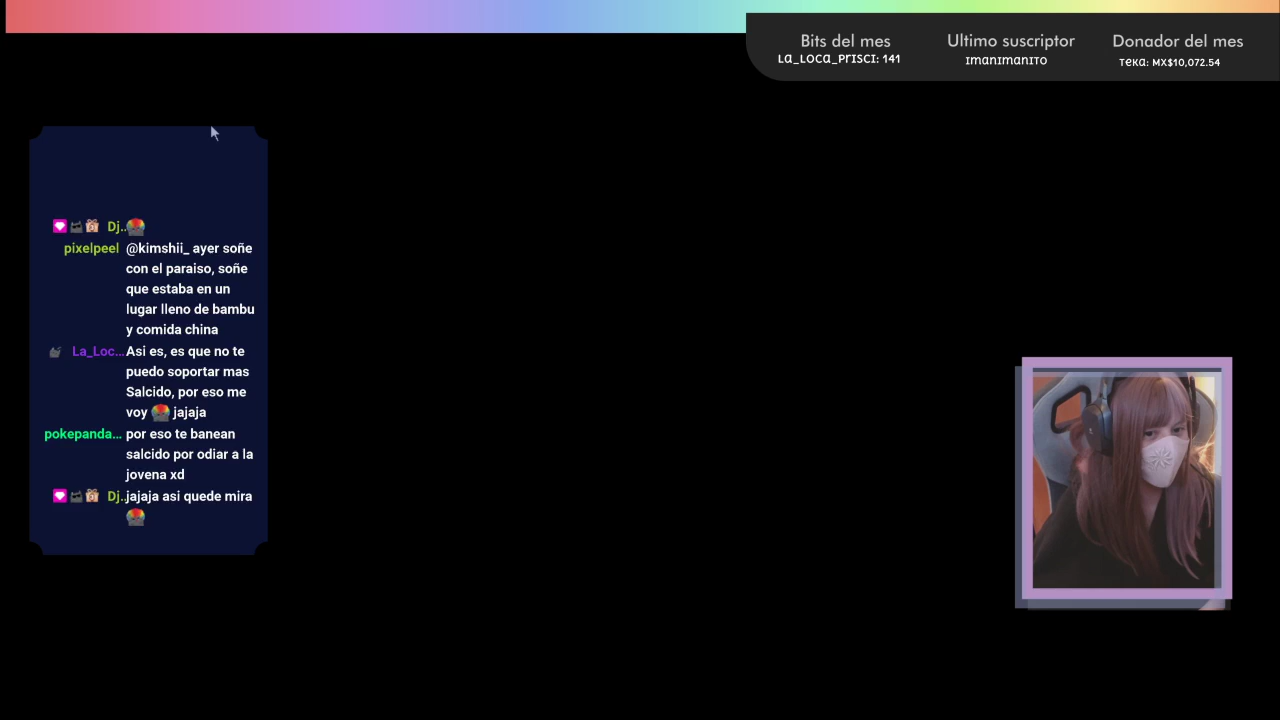 Bits del mes
La_Loca_Prisci: 141
Ultimo suscriptor
imanimanito
Donador del mes
Teka: MX$10,072.54
Dj..
pixelpeel @kimshii_ ayer soñe
con el paraiso, soñe
que estaba en un
lugar lleno de bambu
y comida china
La_Loc... Asi es, es que no te
puedo soportar mas
Salcido, por eso me
voy jajaja
pokepanda... por eso te banean
salcido por odiar a la
jovena xd
Dj.. jajaja asi quede mira